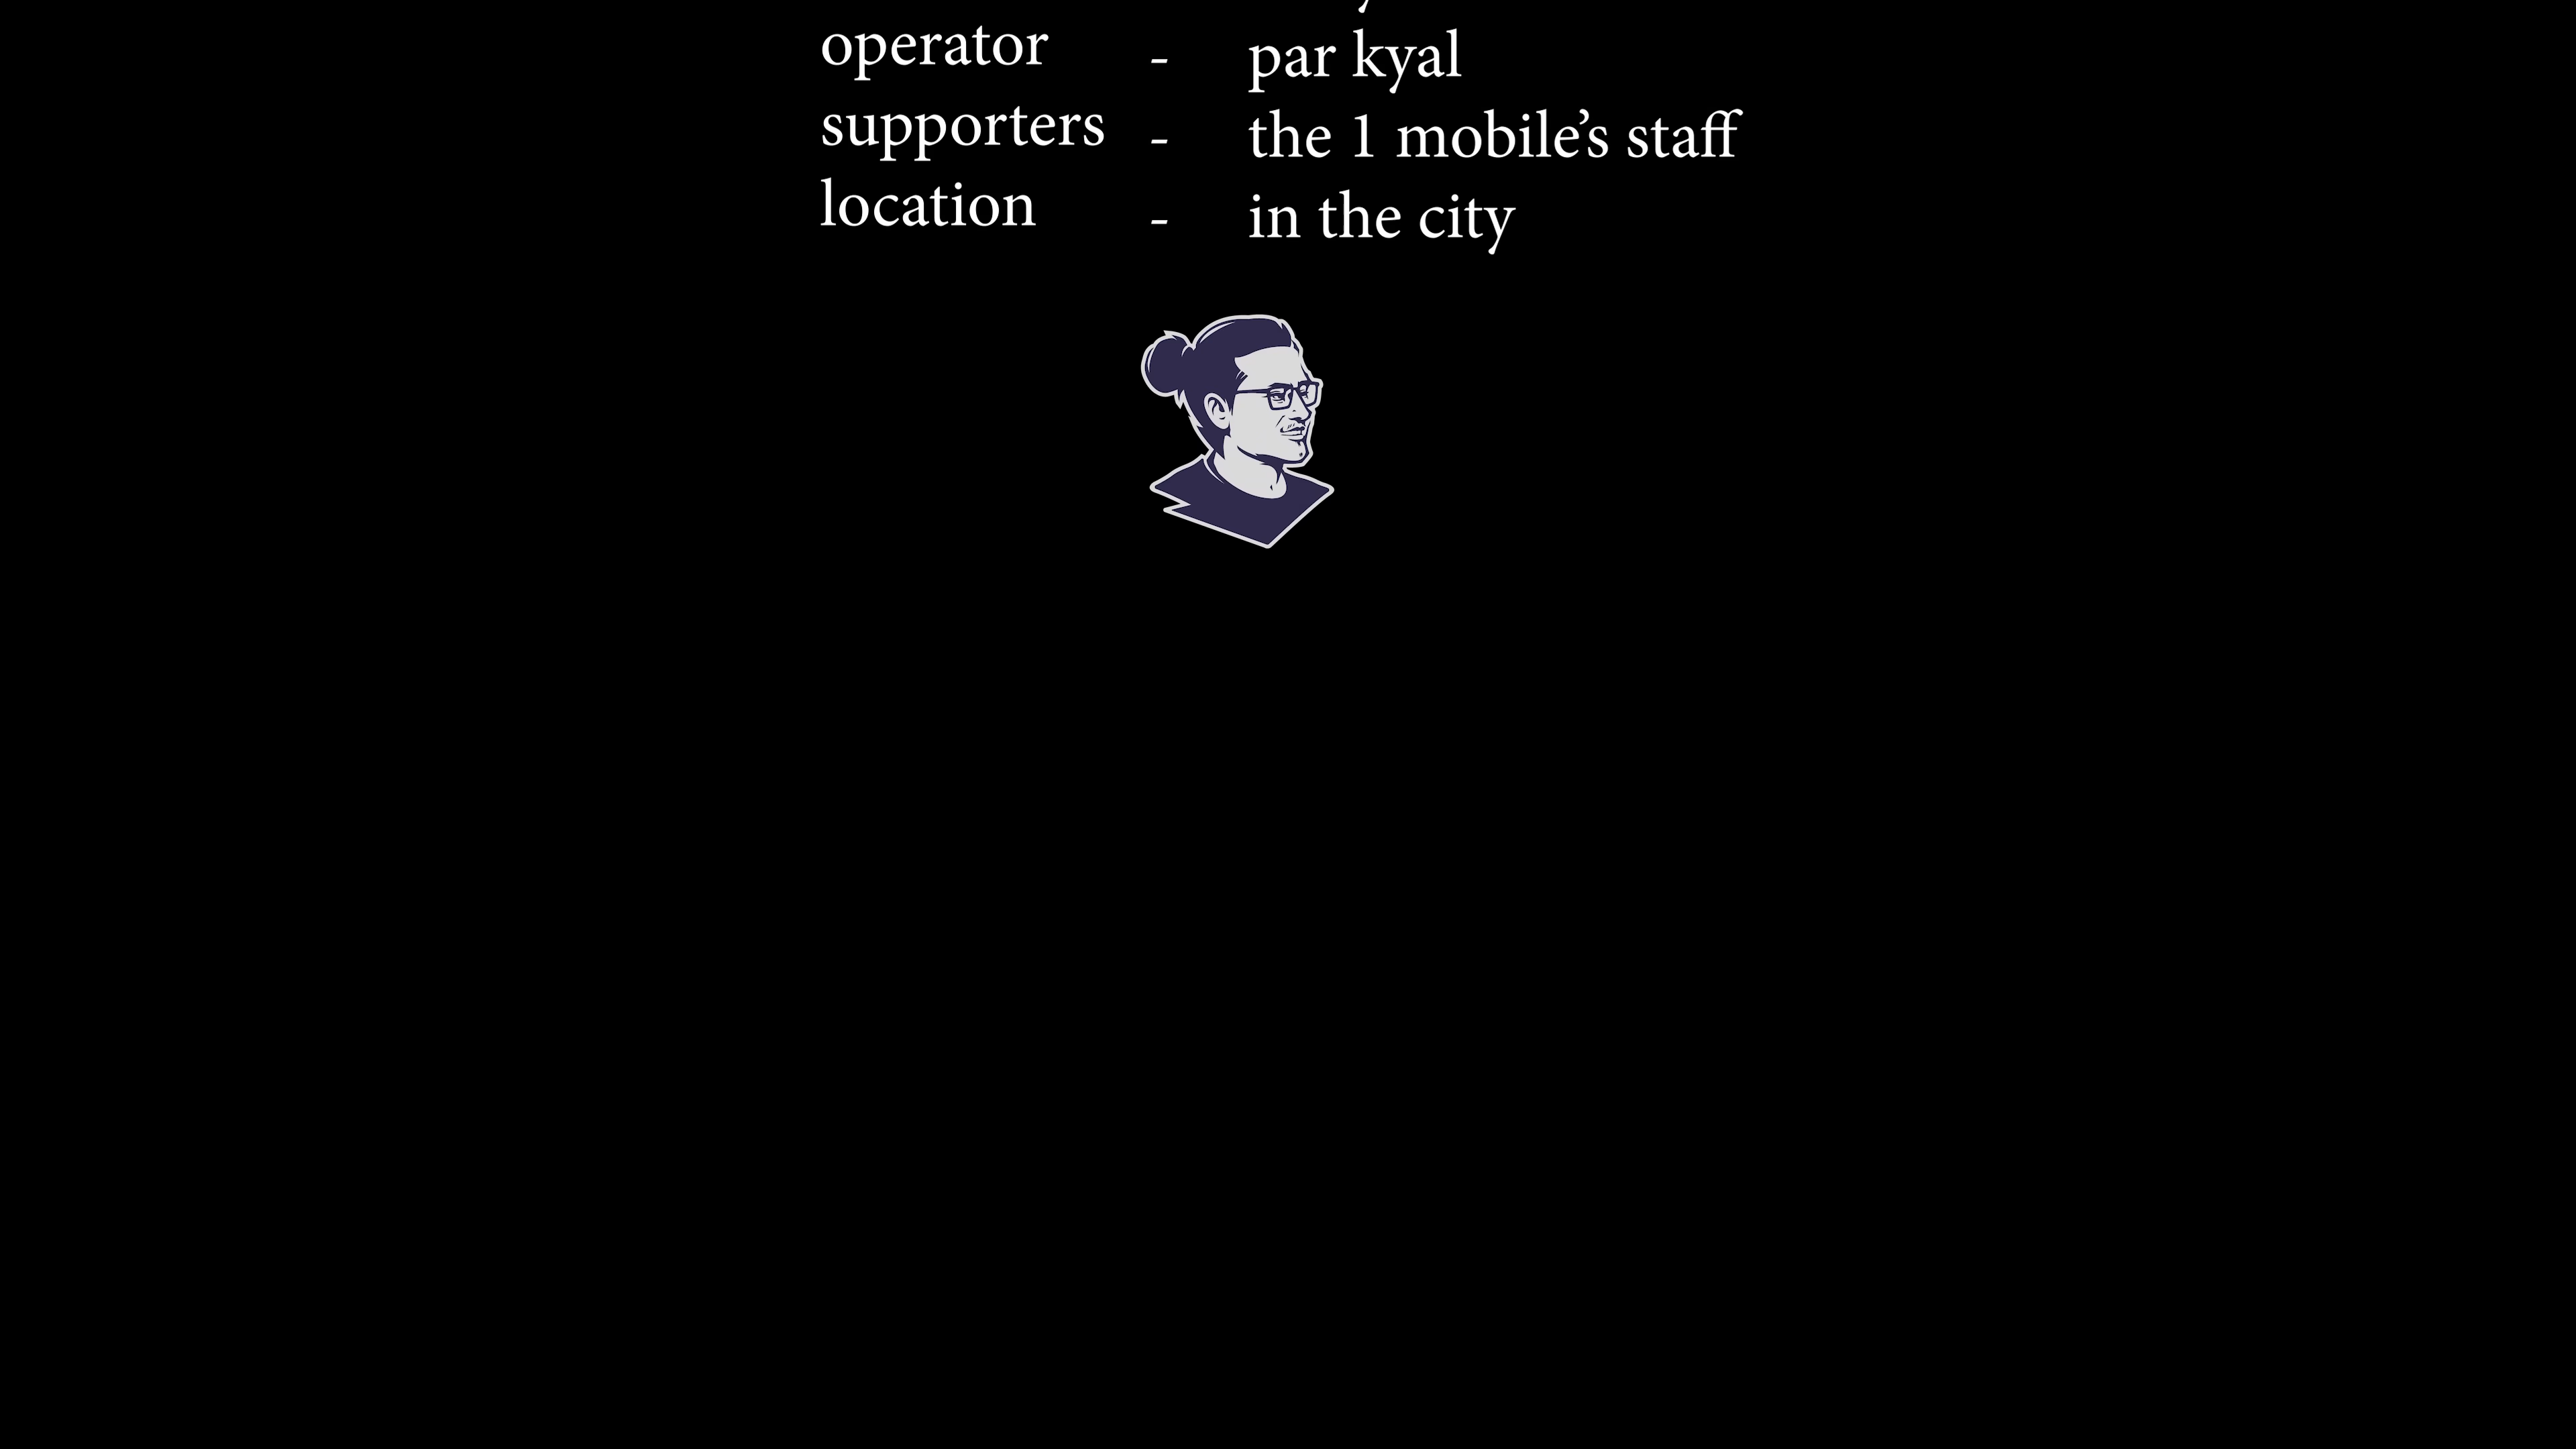 operator - par kyal
supporters - the 1 mobile’s staff
location - in the city